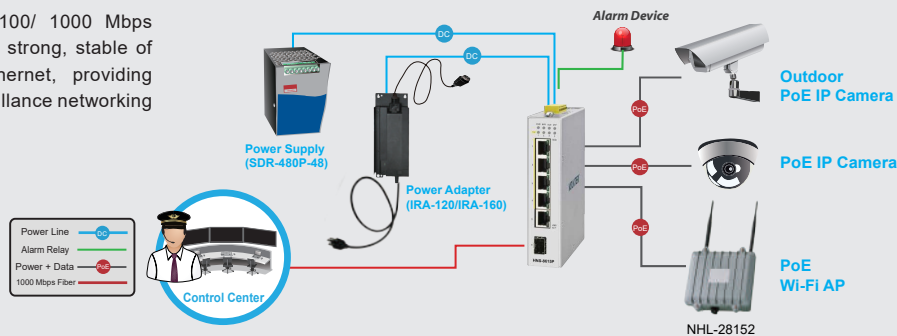 100/ 1000 Mbps
strong, stable of
hernet, providing
illance networking
Alarm Device
DC
DC
Outdoor
PoE IP Camera
PoE
Power Supply
(SDR-480P-48)
PoE
PoE IP Camera
Power Adapter
(IRA-120/IRA-160)
PoE
Power Line
DC
Alarm Relay
Power + Data
PoE
1000 Mbps Fiber
Control Center
PoE
Wi-Fi AP
NHL-28152